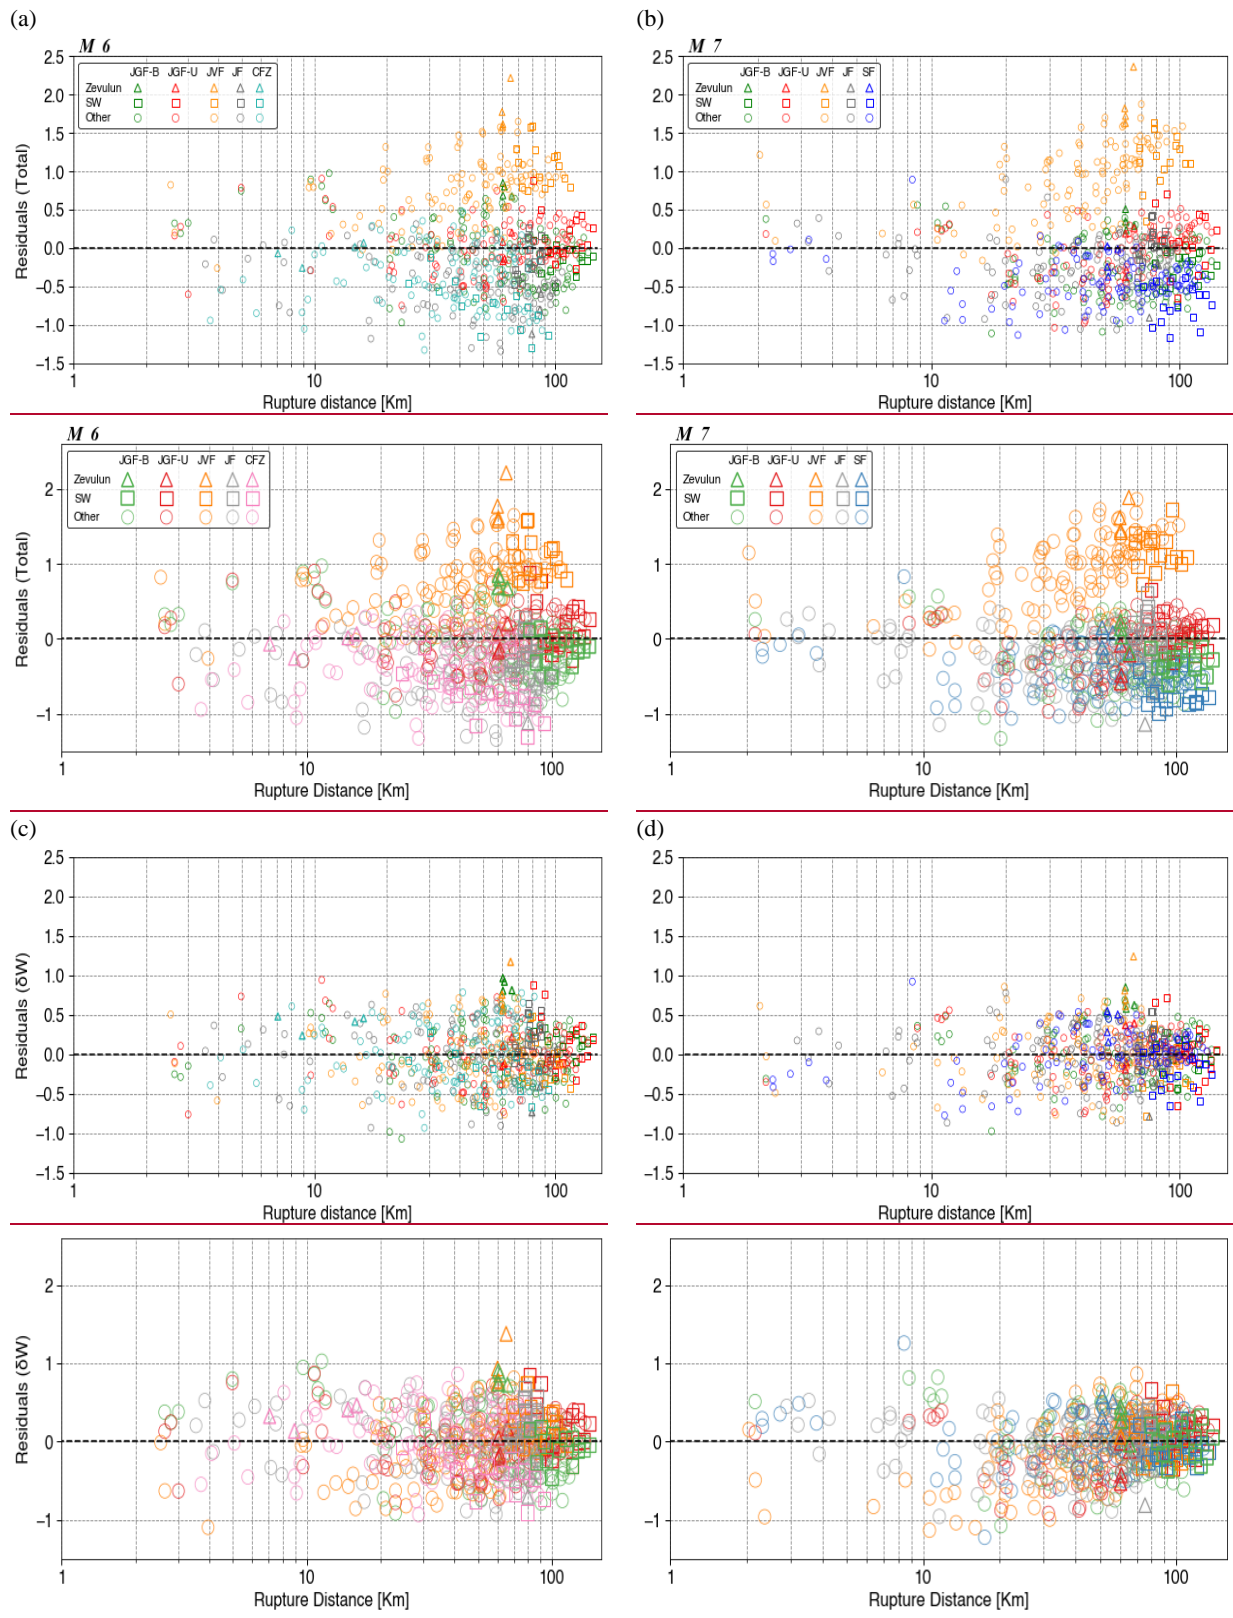 (a)
(b)
M 6
M 7
2.5
2.0
1.5
1.0
0.5
0.0
−0.5
−1.0
−1.5
Residuals (Total)
JGF-B JGF-U JVF JF CFZ
Zevulun
SW
Other
1 10 100
Rupture distance [Km]
2.5
2.0
1.5
1.0
0.5
0.0
−0.5
−1.0
−1.5
JGF-B JGF-U JVF JF SF
Zevulun
SW
Other
1 10 100
Rupture distance [Km]
M 6
M 7
2
1
0
−1
Residuals (Total)
JGF-B JGF-U JVF JF CFZ
Zevulun
SW
Other
1 10 100
Rupture Distance [Km]
2
1
0
−1
JGF-B JGF-U JVF JF SF
Zevulun
SW
Other
1 10 100
Rupture Distance [Km]
(c)
(d)
2.5
2.0
1.5
1.0
0.5
0.0
−0.5
−1.0
−1.5
Residuals (δW)
1 10 100
Rupture distance [Km]
2.5
2.0
1.5
1.0
0.5
0.0
−0.5
−1.0
−1.5
1 10 100
Rupture distance [Km]
2
1
0
−1
Residuals (δW)
1 10 100
Rupture Distance [Km]
2
1
0
−1
1 10 100
Rupture Distance [Km]